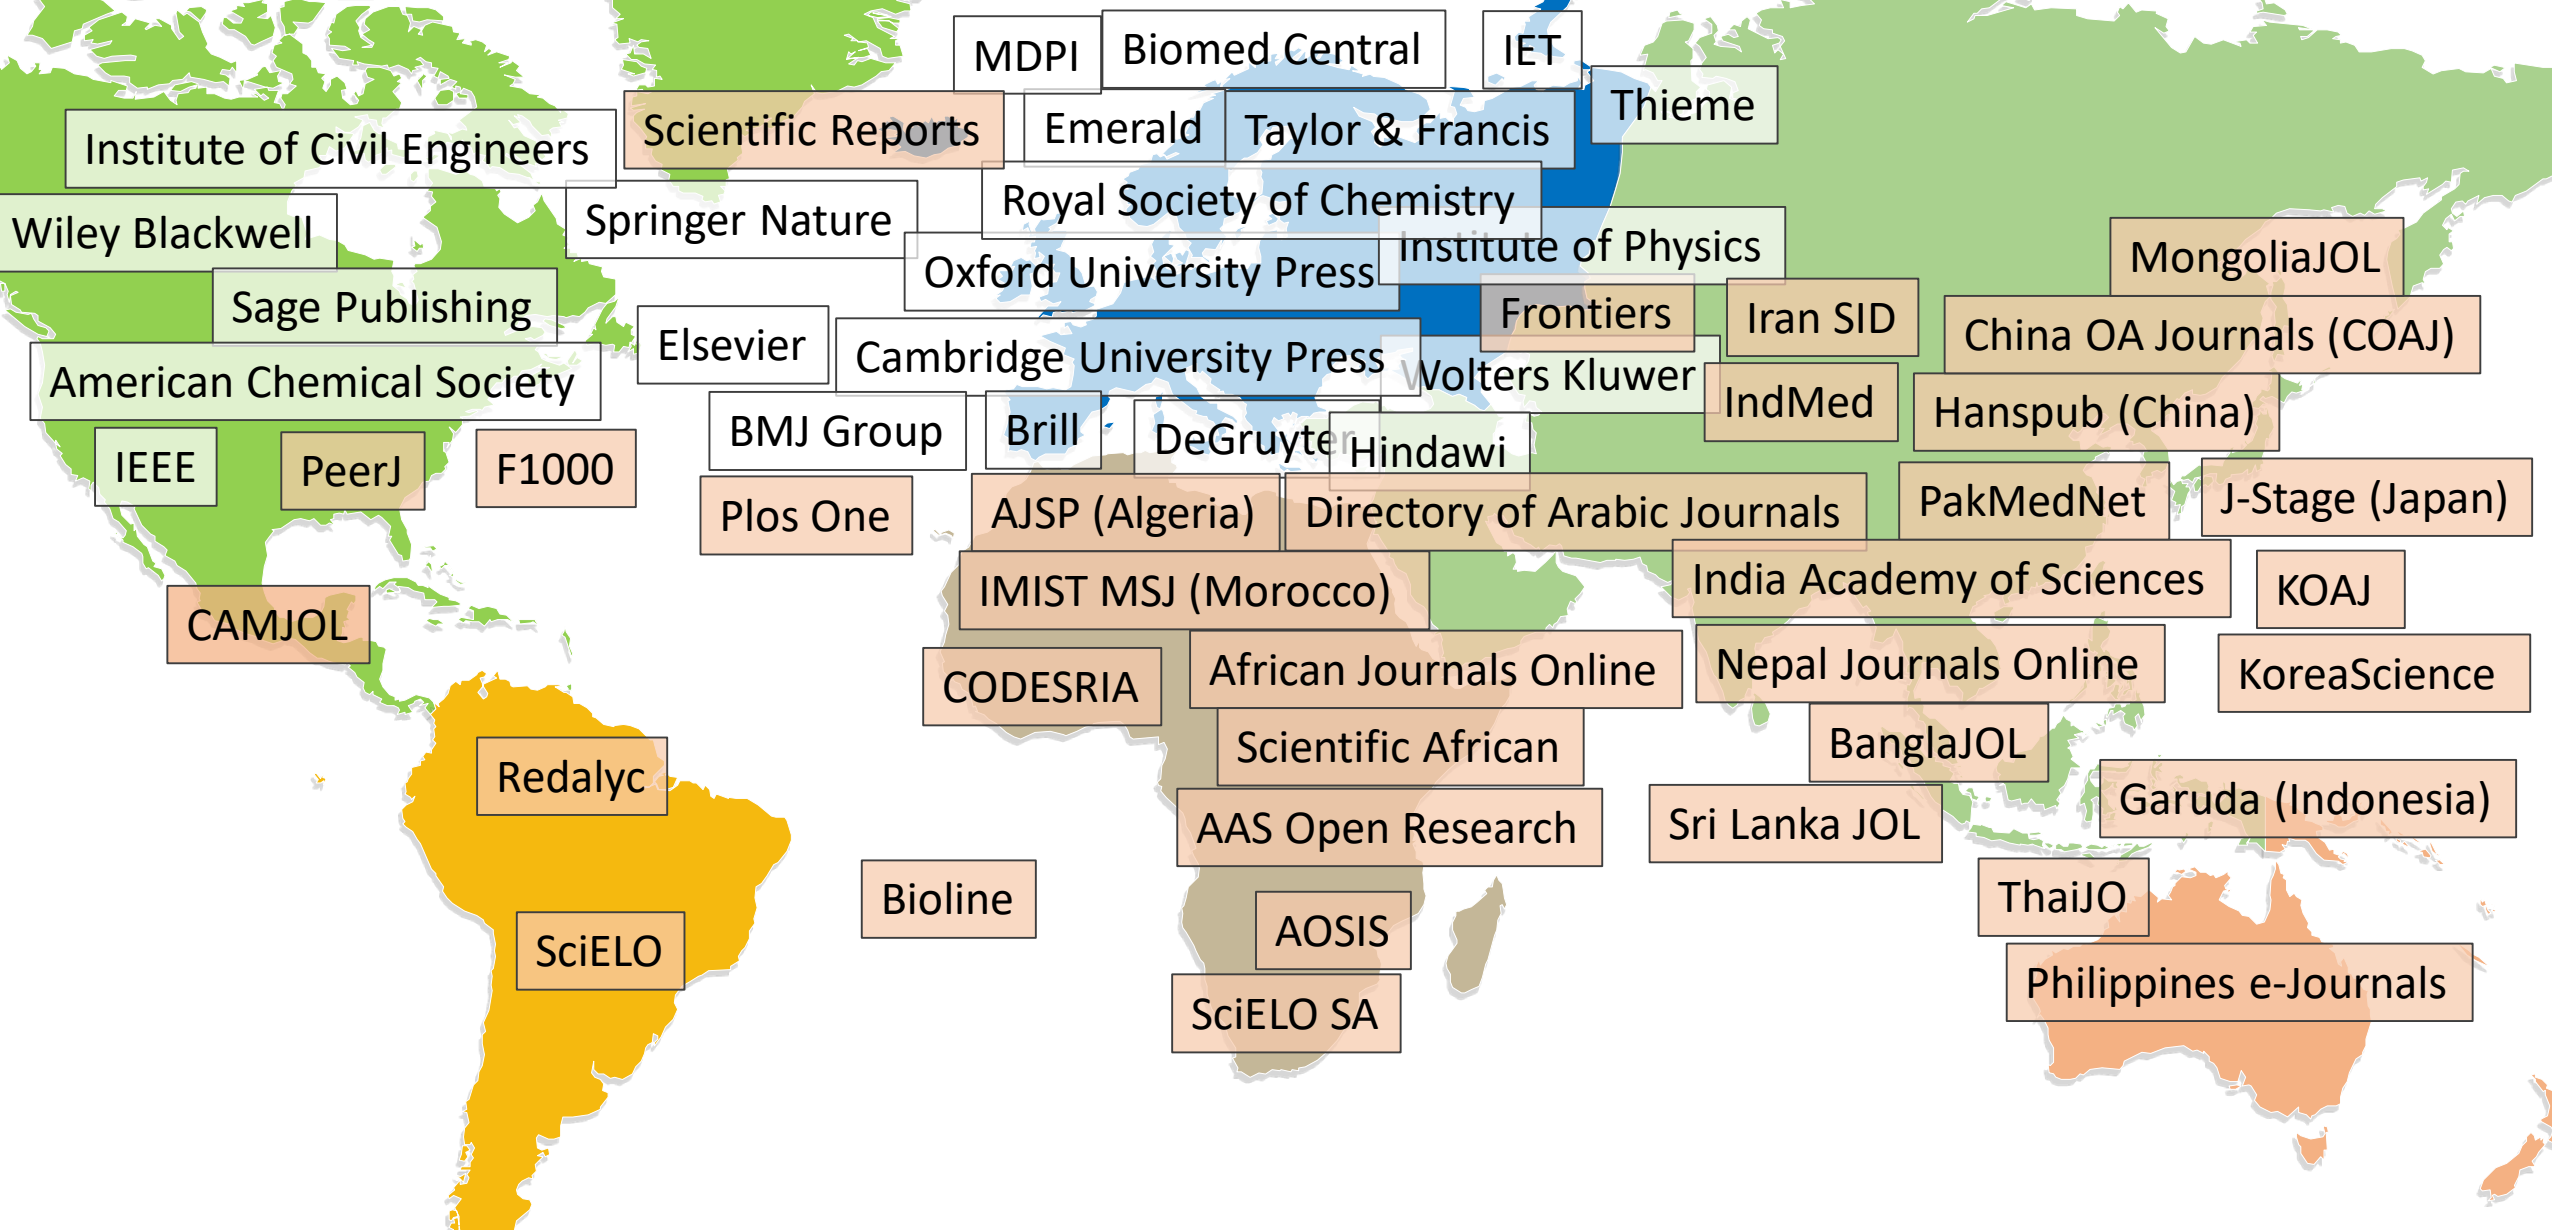 MDPI
Biomed Central
IET
Thieme
Institute of Civil Engineers
Scientific Reports
Emerald
Taylor & Francis
Wiley Blackwell
Springer Nature
Royal Society of Chemistry
Institute of Physics
Oxford University Press
MongoliaJOL
Sage Publishing
Elsevier
Cambridge University Press
Frontiers
Iran SID
China OA Journals (COAJ)
American Chemical Society
Wolters Kluwer
IndMed
Hanspub (China)
BMJ Group
Brill
DeGruyter
Hindawi
IEEE
PeerJ
F1000
Plos One
AJSP (Algeria)
Directory of Arabic Journals
PakMedNet
J-Stage (Japan)
IMIST MSJ (Morocco)
India Academy of Sciences
KOAJ
CAMJOL
CODESRIA
African Journals Online
Nepal Journals Online
KoreaScience
Scientific African
BanglaJOL
Redalyc
AAS Open Research
Sri Lanka JOL
Garuda (Indonesia)
Bioline
AOSIS
ThaiJO
SciELO
SciELO SA
Philippines e-Journals